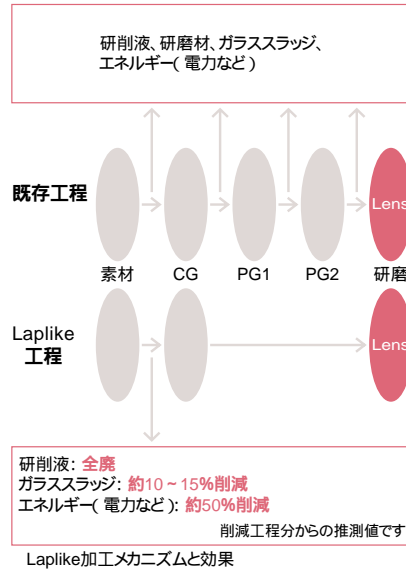 研削液、研磨材、ガラススラッジ、
エネルギー( 電力など )
既存工程
Lens
素材 CG PG1 PG2 研磨
Laplike
工程
Lens
研削液: 全廃
ガラススラッジ: 約10 ~ 15%削減
エネルギー( 電力など ): 約50%削減
削減工程分からの推測値です
Laplike加工メカニズムと効果